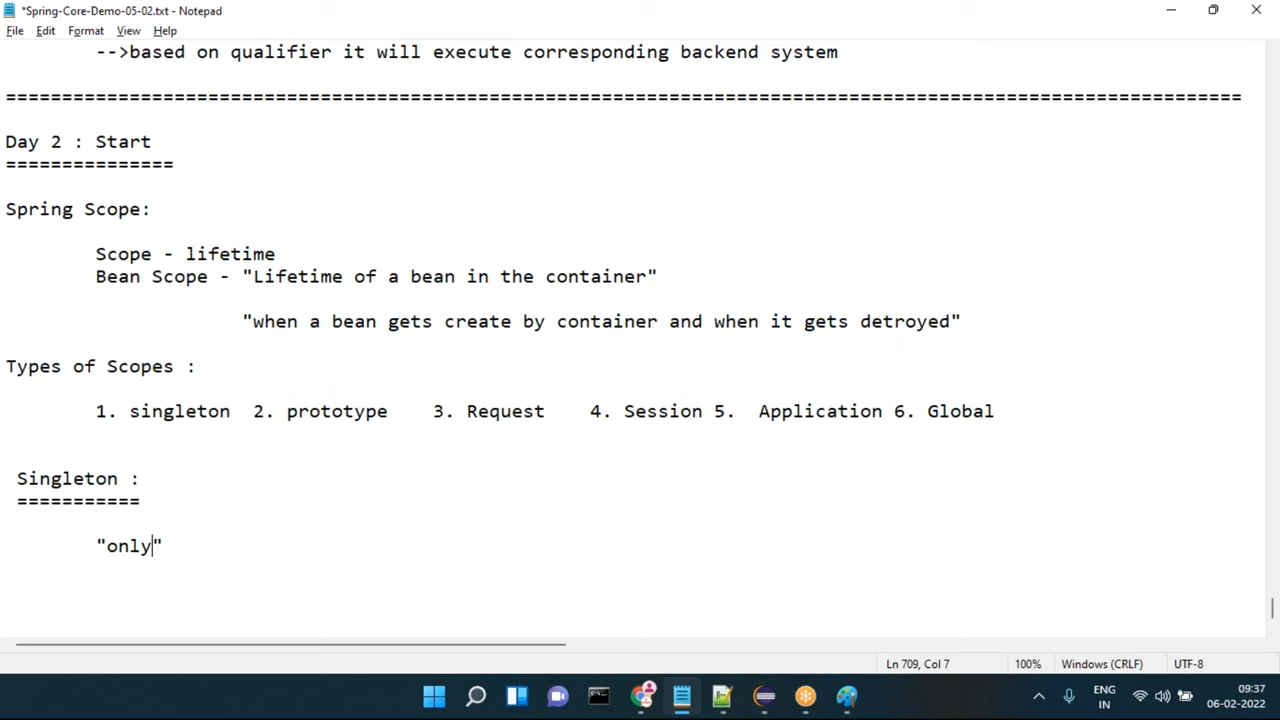 *Spring-Core-Demo-05-02.txt - Notepad
File Edit Format View Help
-->based on qualifier it will execute corresponding backend system
==============================================================================================================
Day 2 : Start
===============
Spring Scope:
Scope - lifetime
Bean Scope - "Lifetime of a bean in the container"
"when a bean gets create by container and when it gets detroyed"
Types of Scopes :
1. singleton 2. prototype 3. Request 4. Session 5. Application 6. Global
Singleton :
===========
"only"
Ln 709, Col 7 100% Windows (CRLF) UTF-8
ENG 09:37
IN 06-02-2022